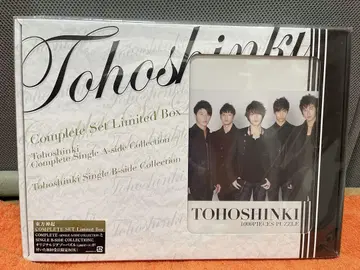 Tohoshinki
Complete Set Limited Box
Tohoshinki
Complete Single A-side Collection
Tohoshinki Single B-side Collection
TOHOSHINKI
1000PIECES PUZZLE
東方神起
COMPLETE SET Limited Box